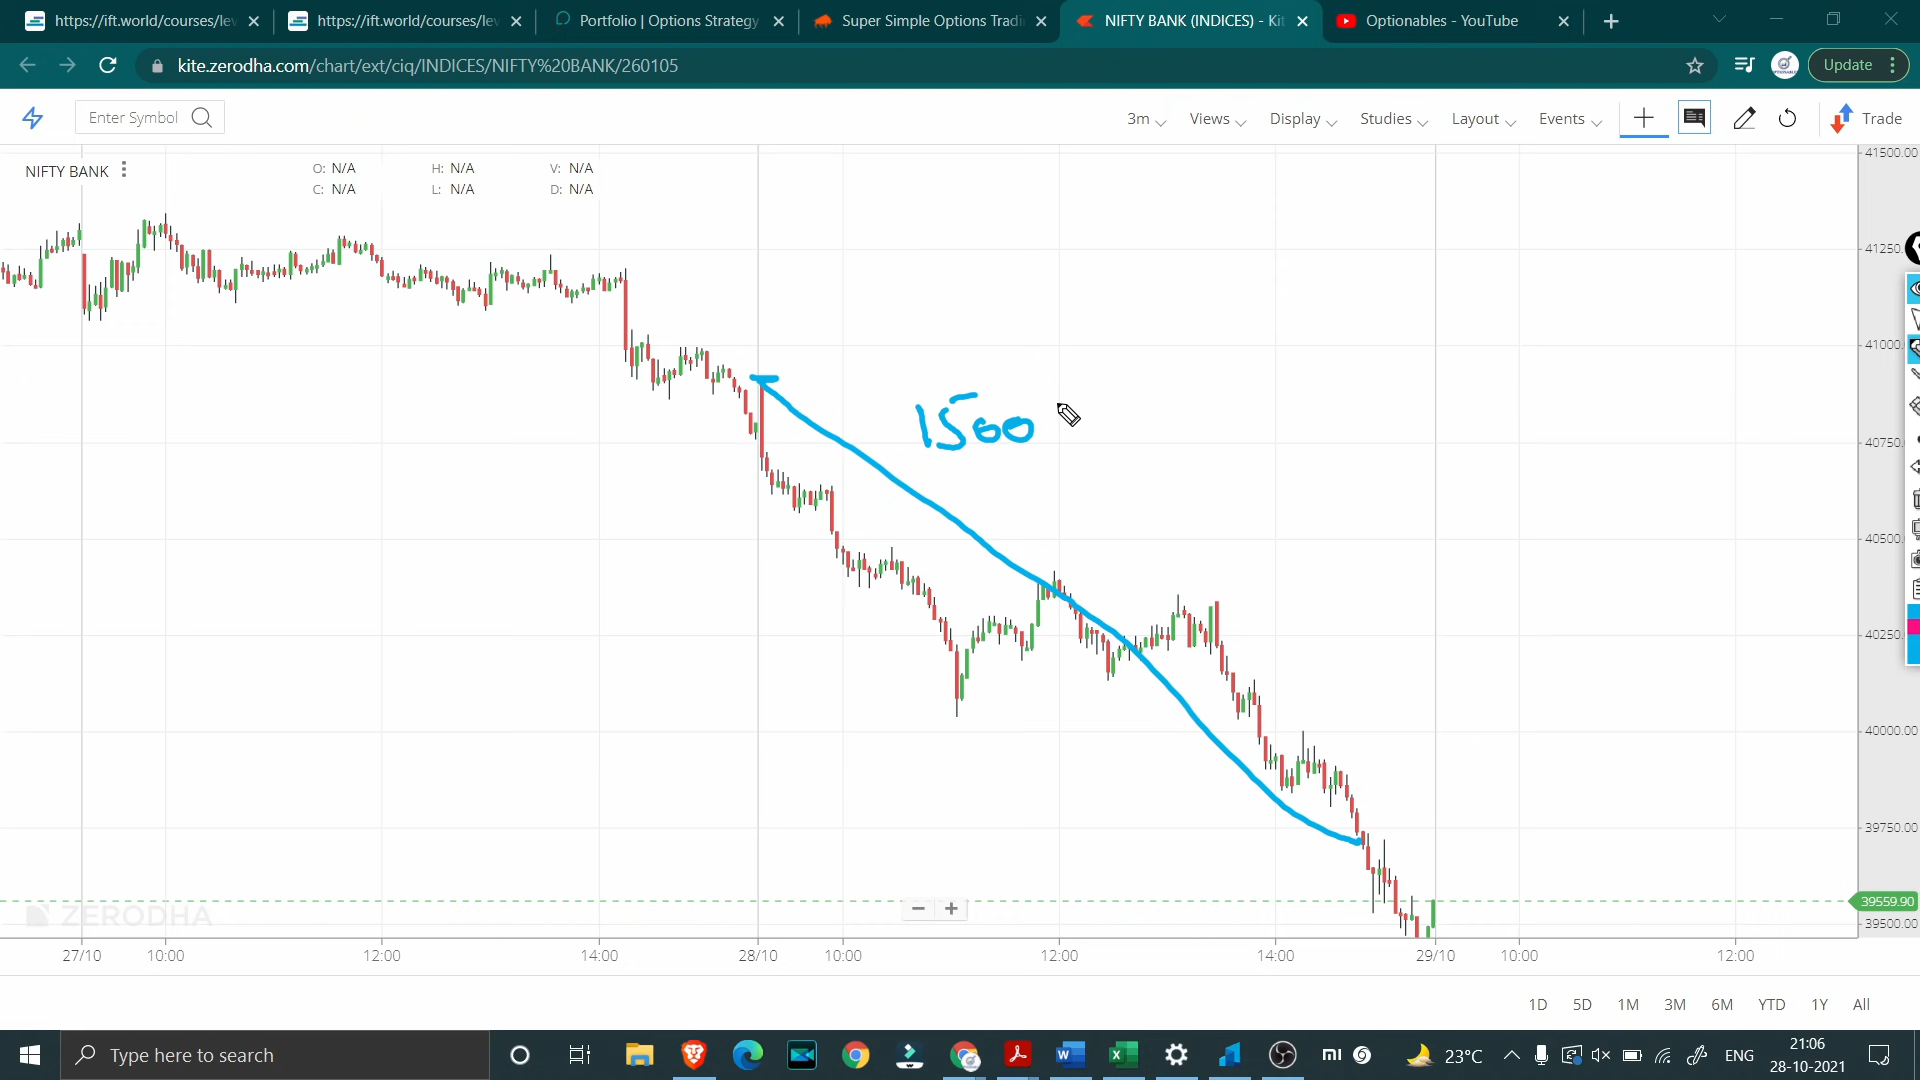 https://ift.world/courses/lev
https://ift.world/courses/lev
Portfolio | Options Strategy
Super Simple Options Tradi
NIFTY BANK (INDICES) - Kit
Optionables - YouTube
kite.zerodha.com/chart/ext/ciq/INDICES/NIFTY%20BANK/260105
Update
Enter Symbol
3m
Views
Display
Studies
Layout
Events
Trade
NIFTY BANK
O: N/A
H: N/A
V: N/A
C: N/A
L: N/A
D: N/A
41500.00
41250.
41000.
1500
40750.
40500.
40250.
40000.00
39750.00
39559.90
39500.00
ZERODHA
27/10
10:00
12:00
14:00
28/10
10:00
12:00
14:00
29/10
10:00
12:00
1D
5D
1M
3M
6M
YTD
1Y
All
Type here to search
mi
23°C
ENG
21:06
28-10-2021